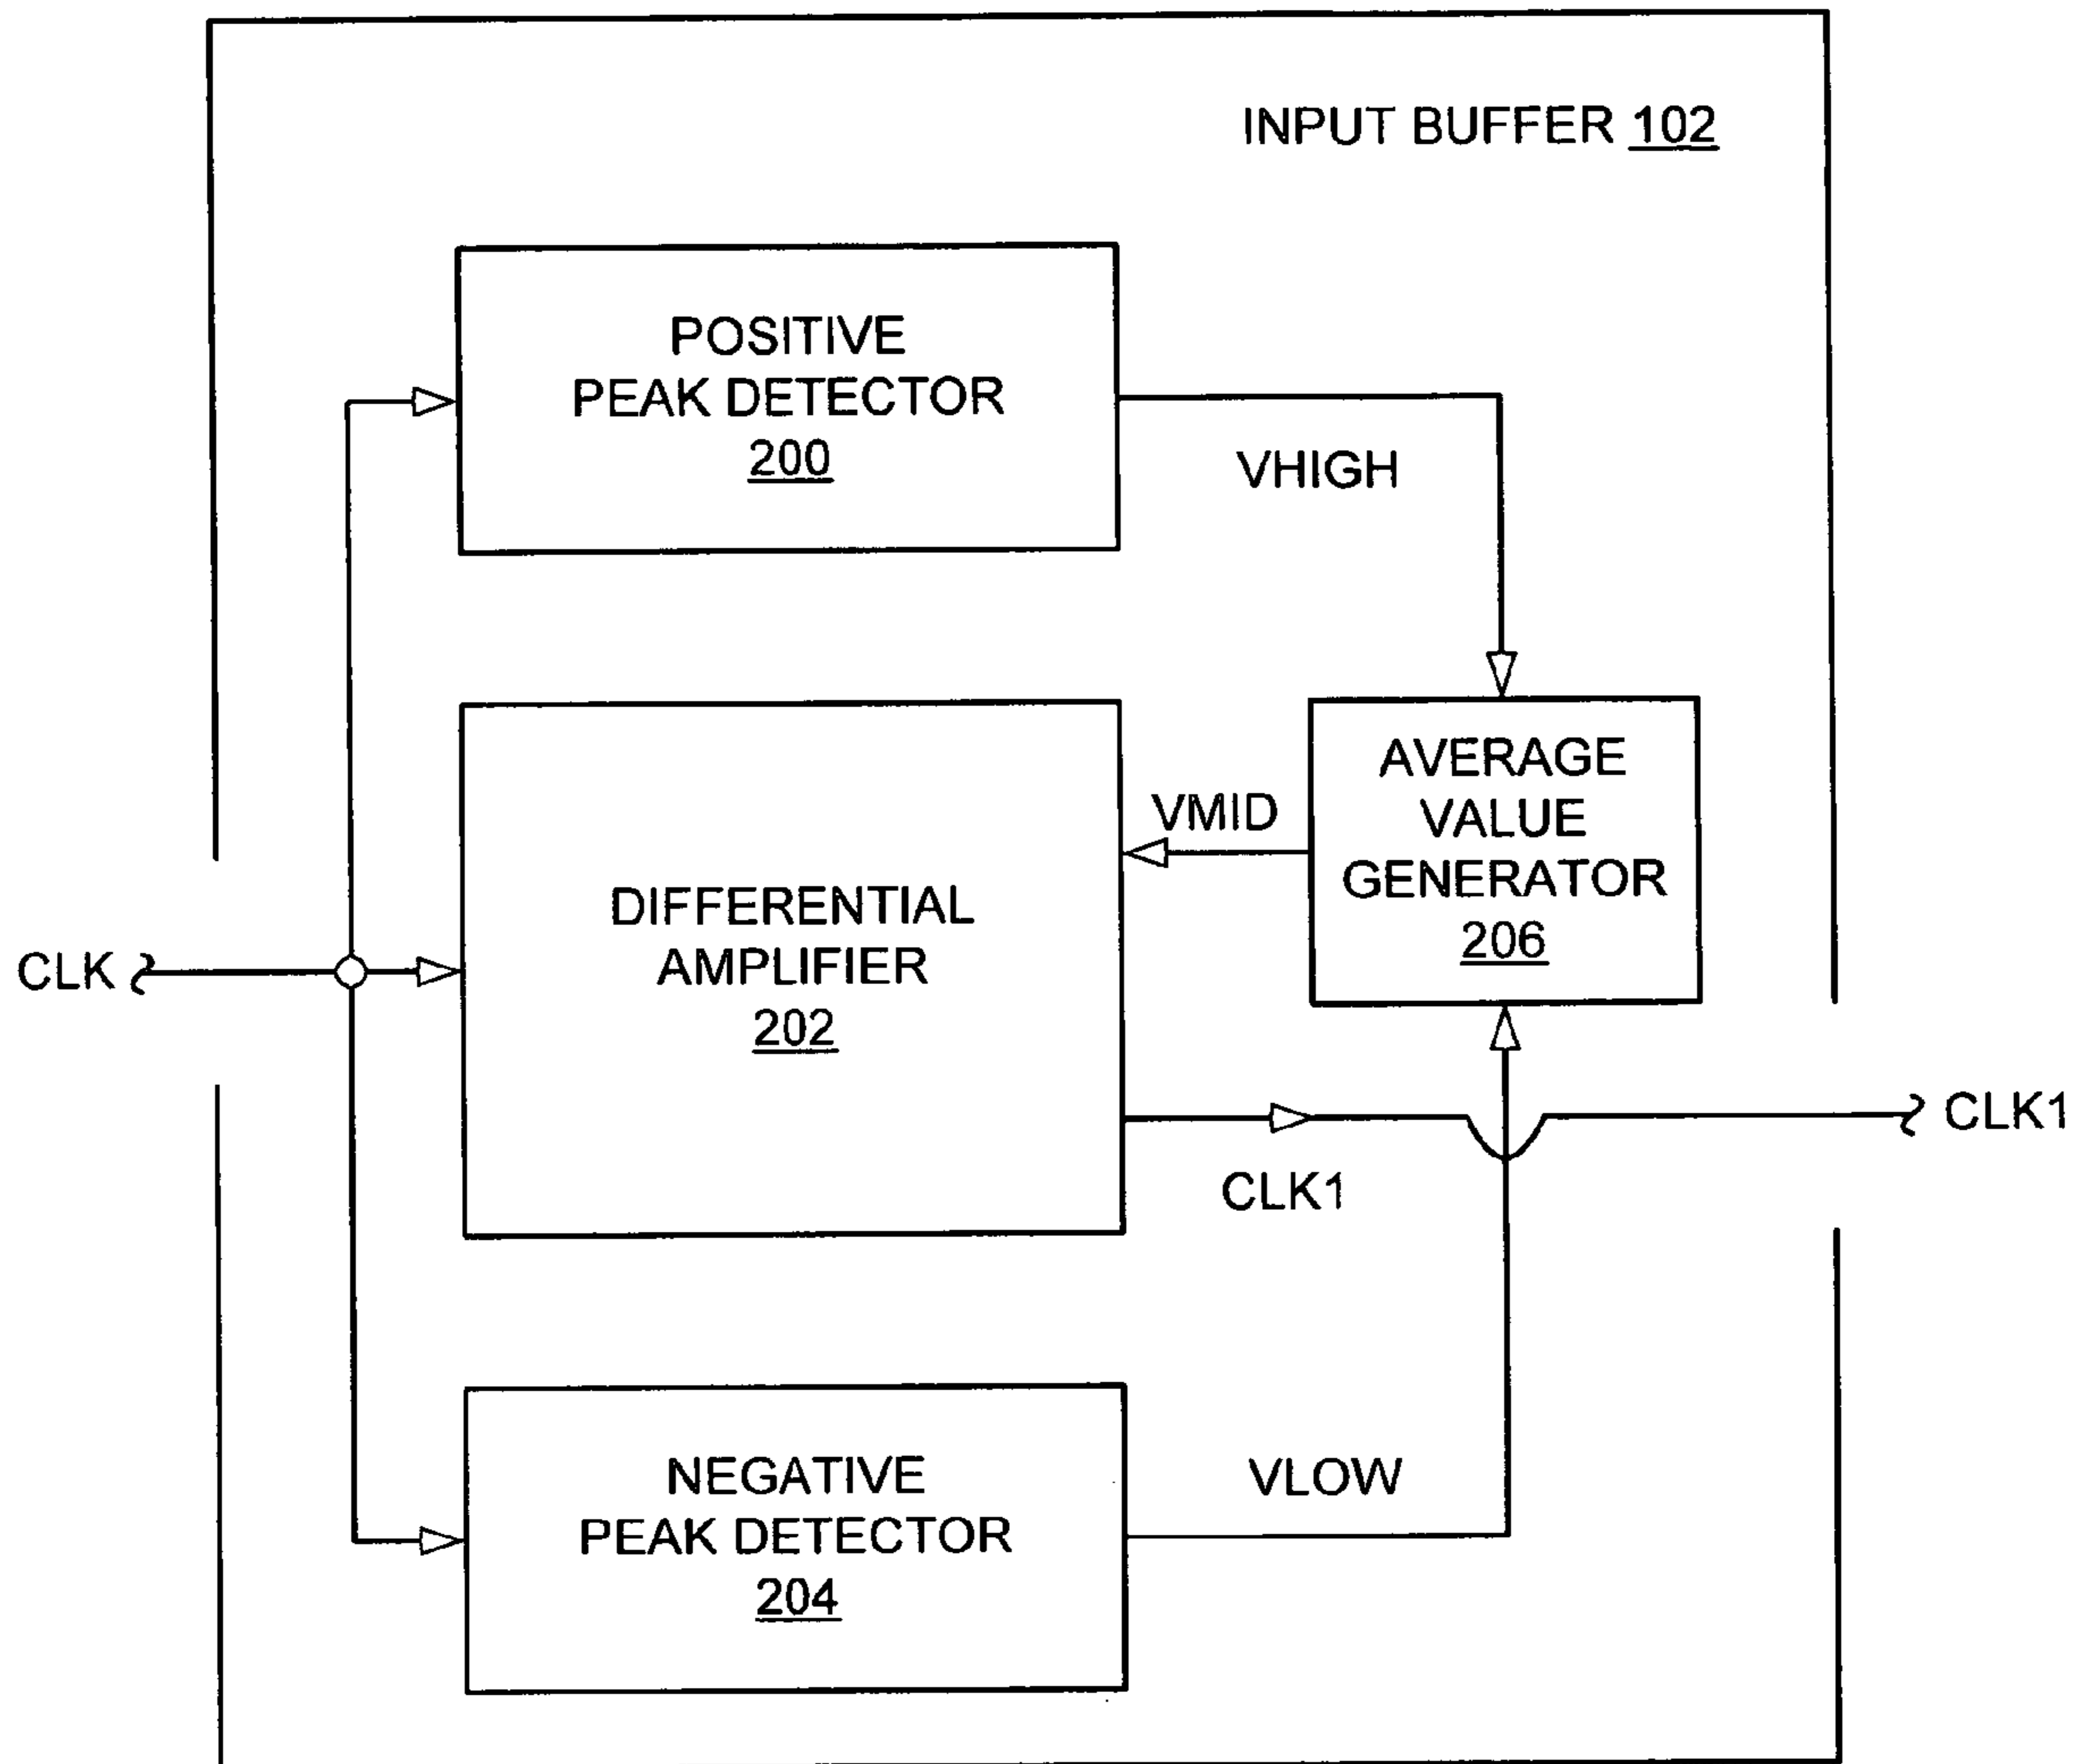 INPUT BUFFER 102
POSITIVE
PEAK DETECTOR
200
VHIGH
AVERAGE
VALUE
GENERATOR
206
VMID
DIFFERENTIAL
AMPLIFIER
202
CLK
CLK1
CLK1
NEGATIVE
PEAK DETECTOR
204
VLOW